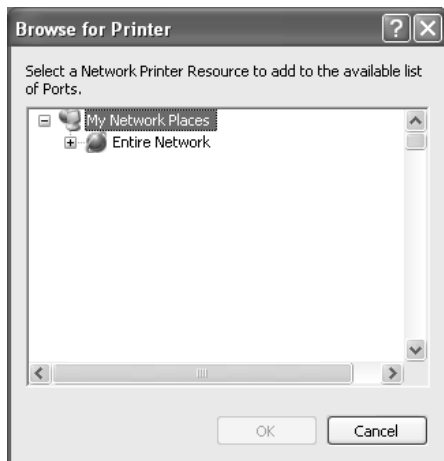 Browse for Printer
Select a Network Printer Resource to add to the available list
of Ports.
My Network Places
Entire Network
OK
Cancel